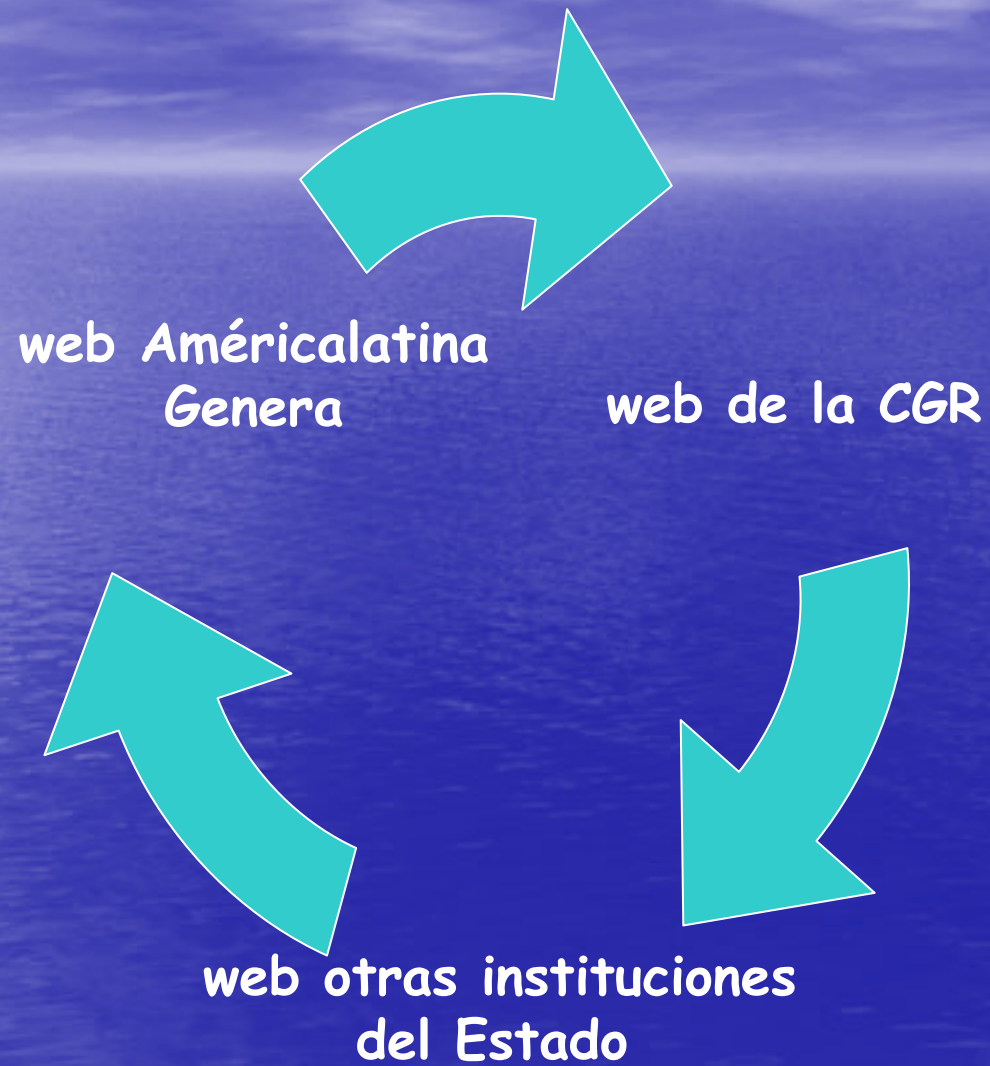 web Américalatina
Genera
web de la CGR
web otras instituciones
del Estado